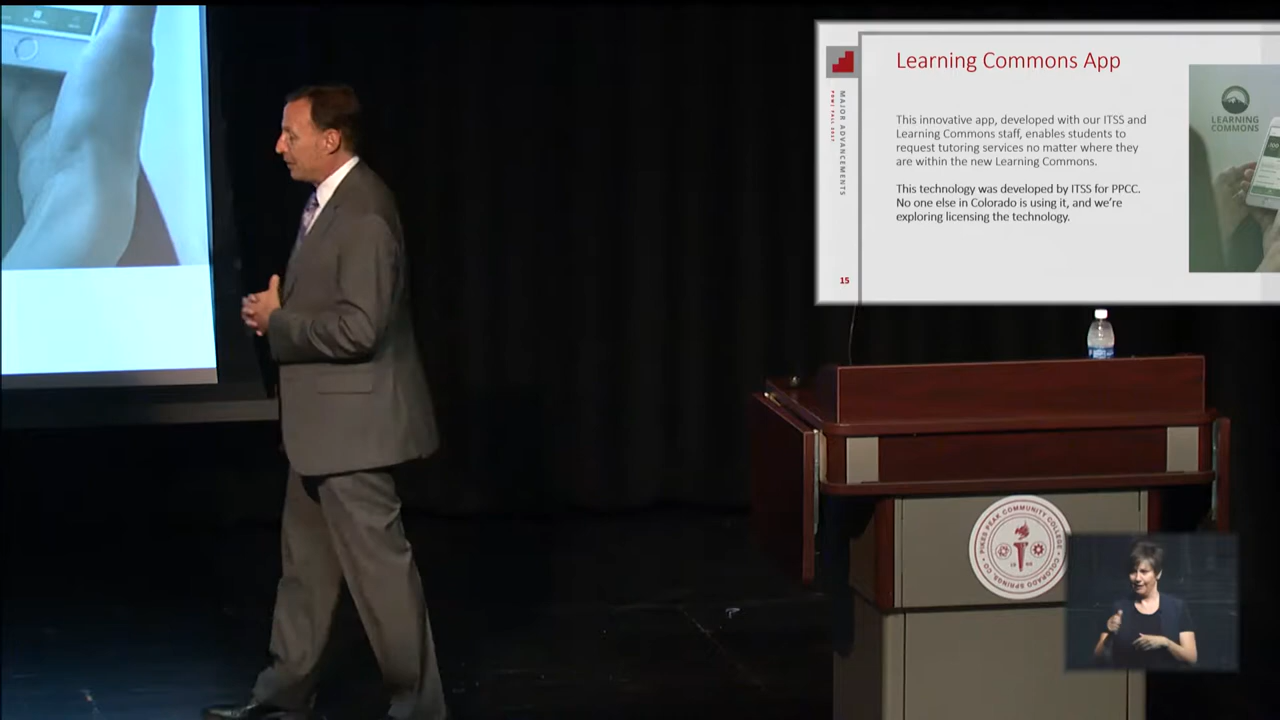 Learning Commons App
This innovative app, developed with our ITSS and
Learning Commons staff, enables students to
request tutoring services no matter where they
are within the new Learning Commons.
This technology was developed by ITSS for PPCC.
No one else in Colorado is using it, and we're
exploring licensing the technology.
MAJOR ADVANCEMENTS
PDW| FALL 2017
15
LEARNING
COMMONS
PIKES PEAK COMMUNITY COLLEGE • COLORADO SPRINGS, CO •